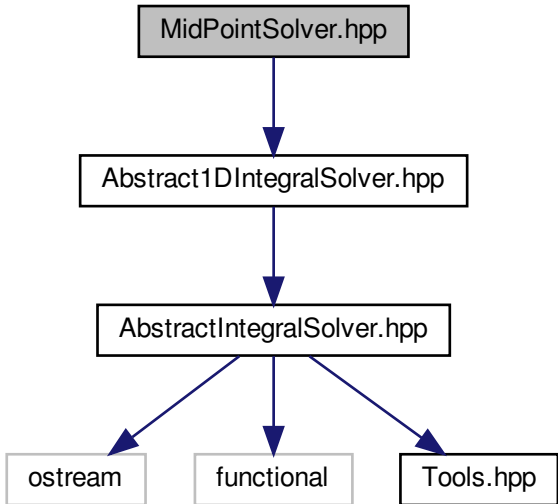 MidPointSolver.hpp
Abstract1DIntegralSolver.hpp
AbstractIntegralSolver.hpp
ostream
functional
Tools.hpp